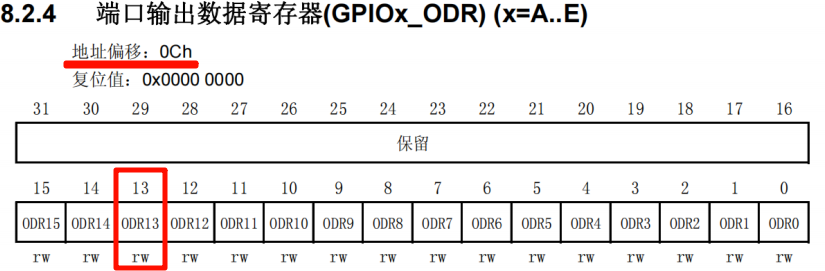 8.2.4 端口输出数据寄存器(GPIOx_ODR) (x=A..E)
地址偏移：0Ch
复位值：0x0000 0000
31 30 29 28 27 26 25 24 23 22 21 20 19 18 17 16
保留
15 14 13 12 11 10 9 8 7 6 5 4 3 2 1 0
ODR15 ODR14 ODR13 ODR12 ODR11 ODR10 ODR9 ODR8 ODR7 ODR6 ODR5 ODR4 ODR3 ODR2 ODR1 ODR0
rw rw rw rw rw rw rw rw rw rw rw rw rw rw rw rw